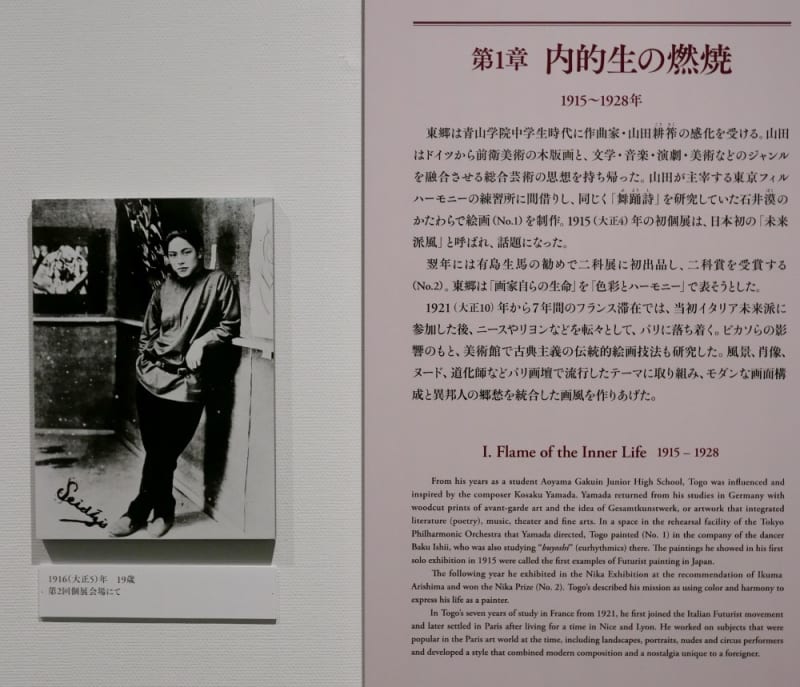 Seidhji
1916(大正5)年　19歳
第2回個展会場にて
第1章 内的生の燃焼
1915〜1928年
東郷は青山学院中学生時代に作曲家・山田耕筰の感化を受ける。山田
はドイツから前衛美術の木版画と、文学・音楽・演劇・美術などのジャンル
を融合させる総合芸術の思想を持ち帰った。山田が主宰する東京フィル
ハーモニーの練習所に間借りし、同じく「舞踊詩」を研究していた石井漠の
かたわらで絵画(No.1)を制作。1915(大正4)年の初個展は、日本初の「未来
派風」と呼ばれ、話題になった。
翌年には有島生馬の勧めで二科展に初出品し、二科賞を受賞する
(No.2)。東郷は「画家自らの生命」を「色彩とハーモニー」で表そうとした。
1921(大正10)年から7年間のフランス滞在では、当初イタリア未来派に
参加した後、ニースやリヨンなどを転々として、パリに落ち着く。ピカソらの影
響のもと、美術館で古典主義の伝統的絵画技法も研究した。風景、肖像、
ヌード、道化師などパリ画壇で流行したテーマに取り組み、モダンな画面構
成と異邦人の郷愁を統合した画風を作りあげた。
I. Flame of the Inner Life 1915 – 1928
From his years as a student Aoyama Gakuin Junior High School, Togo was influenced and
inspired by the composer Kosaku Yamada. Yamada returned from his studies in Germany with
woodcut prints of avant-garde art and the idea of Gesamtkunstwerk, or artwork that integrated
literature (poetry), music, theater and fine arts. In a space in the rehearsal facility of the Tokyo
Philharmonic Orchestra that Yamada directed, Togo painted (No. 1) in the company of the dancer
Baku Ishii, who was also studying “buyoshi” (eurhythmics) there. The paintings he showed in his first
solo exhibition in 1915 were called the first examples of Futurist painting in Japan.
The following year he exhibited in the Nika Exhibition at the recommendation of Ikuma
Arishima and won the Nika Prize (No. 2). Togo’s described his mission as using color and harmony to
express his life as a painter.
In Togo’s seven years of study in France from 1921, he first joined the Italian Futurist movement
and later settled in Paris after living for a time in Nice and Lyon. He worked on subjects that were
popular in the Paris art world at the time, including landscapes, portraits, nudes and circus performers
and developed a style that combined modern composition and a nostalgia unique to a foreigner.